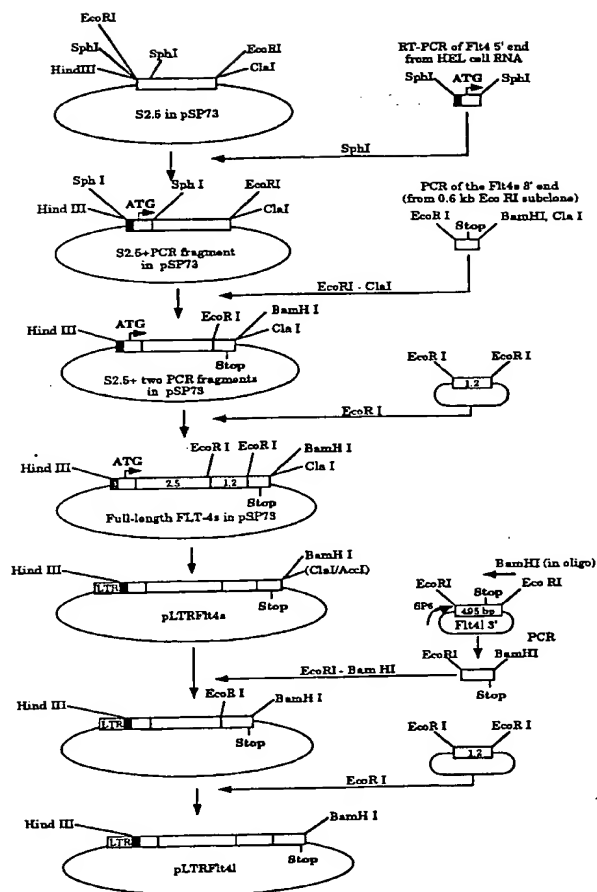 EcoRI
SphI
SphI
EcoRI
HindIII
ClaI
S2.5 in pSP73
RT-PCR of Flt4 5' end
from HEL cell RNA
SphI
ATG
SphI
SphI
Sph I
Sph I
EcoRI
ATG
Hind III
ClaI
S2.5+PCR fragment
in pSP73
PCR of the Flt4s 3' end
(from 0.6 kb Eco RI subclone)
EcoR I
Stop
BamHI, Cla I
EcoRI - ClaI
BamH I
EcoR I
ATG
Hind III
Cla I
Stop
S2.5+ two PCR fragments
in pSP73
EcoR I
EcoR I
1.2
EcoR I
EcoR I
EcoR I
BamH I
ATG
Hind III
Cla I
2.5
1.2
Stop
Full-length FLT-4s in pSP73
BamH I
(ClaI/AccI)
Hind III
LTR
Stop
pLTRFlt4s
BamHI (in oligo)
Stop
EcoRI
Eco RI
SP6
495 bp
Flt4l 3'
PCR
EcoRI
BamHI
Stop
EcoRI - Bam HI
EcoR I
BamH I
Hind III
LTR
Stop
EcoR I
EcoR I
1.2
EcoR I
BamH I
Hind III
LTR
Stop
pLTRFlt4l